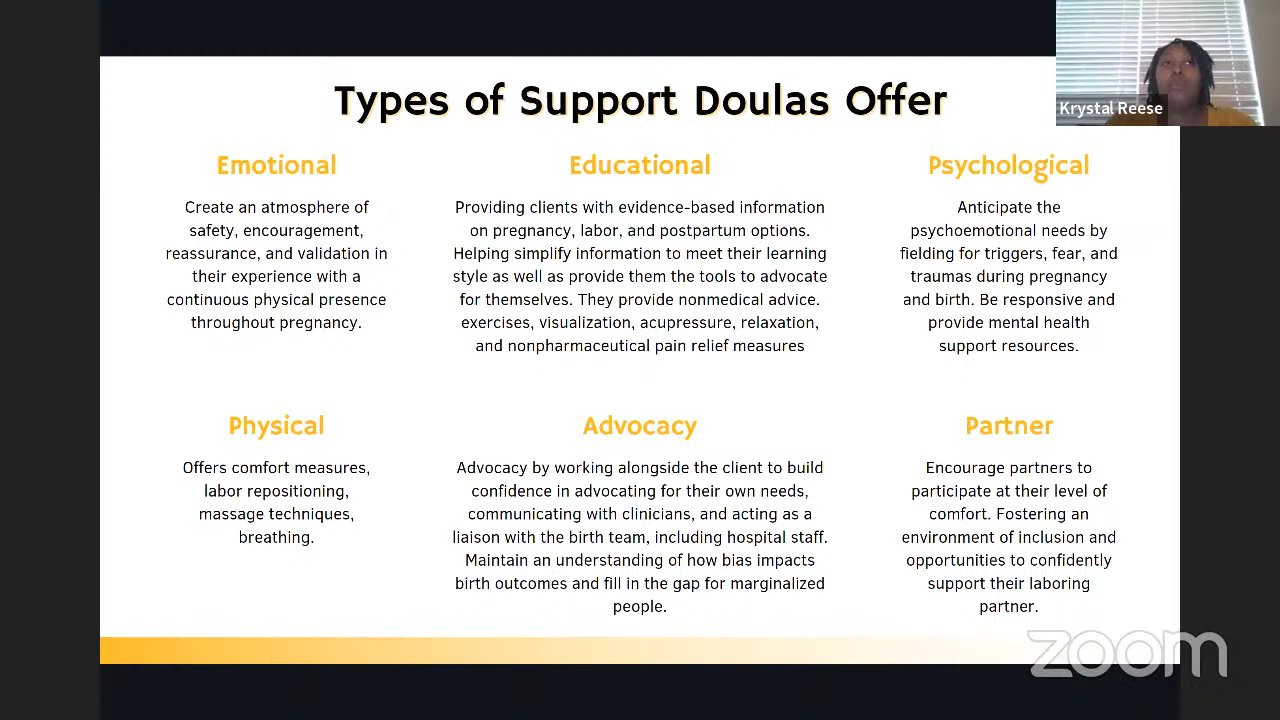 Types of Support Doulas Offer
Krystal Reese
Emotional
Create an atmosphere of
safety, encouragement,
reassurance, and validation in
their experience with a
continuous physical presence
throughout pregnancy.
Educational
Providing clients with evidence-based information
on pregnancy, labor, and postpartum options.
Helping simplify information to meet their learning
style as well as provide them the tools to advocate
for themselves. They provide nonmedical advice.
exercises, visualization, acupressure, relaxation,
and nonpharmaceutical pain relief measures
Psychological
Anticipate the
psychoemotional needs by
fielding for triggers, fear, and
traumas during pregnancy
and birth. Be responsive and
provide mental health
support resources.
Physical
Offers comfort measures,
labor repositioning,
massage techniques,
breathing.
Advocacy
Advocacy by working alongside the client to build
confidence in advocating for their own needs,
communicating with clinicians, and acting as a
liaison with the birth team, including hospital staff.
Maintain an understanding of how bias impacts
birth outcomes and fill in the gap for marginalized
people.
Partner
Encourage partners to
participate at their level of
comfort. Fostering an
environment of inclusion and
opportunities to confidently
support their laboring
partner.
zoom